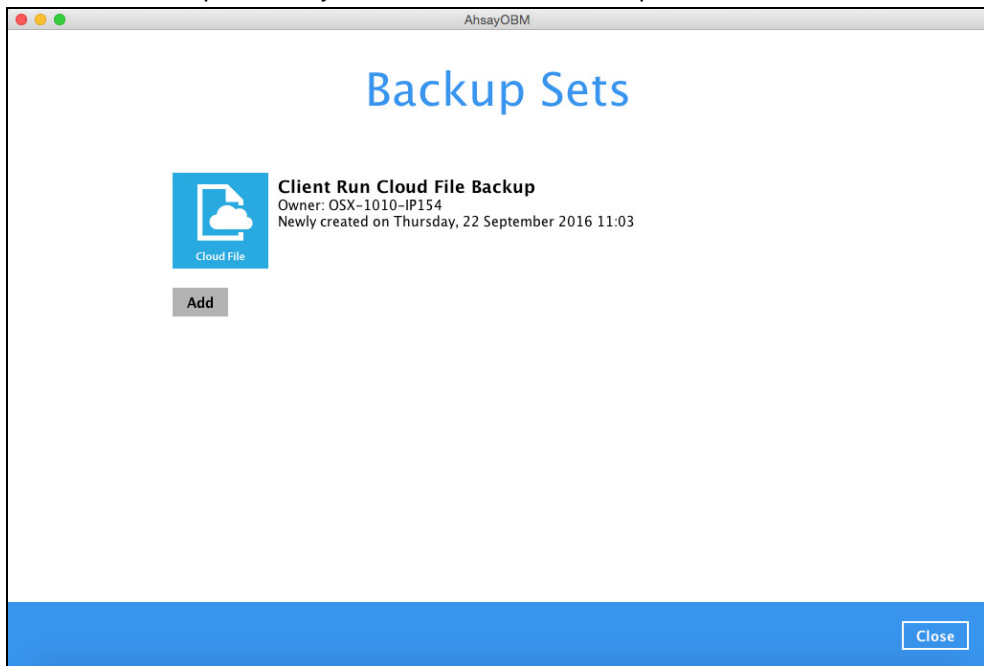 AhsayOBM
Backup Sets
Client Run Cloud File Backup
Owner: OSX-1010-IP154
Newly created on Thursday, 22 September 2016 11:03
Cloud File
Add
Close